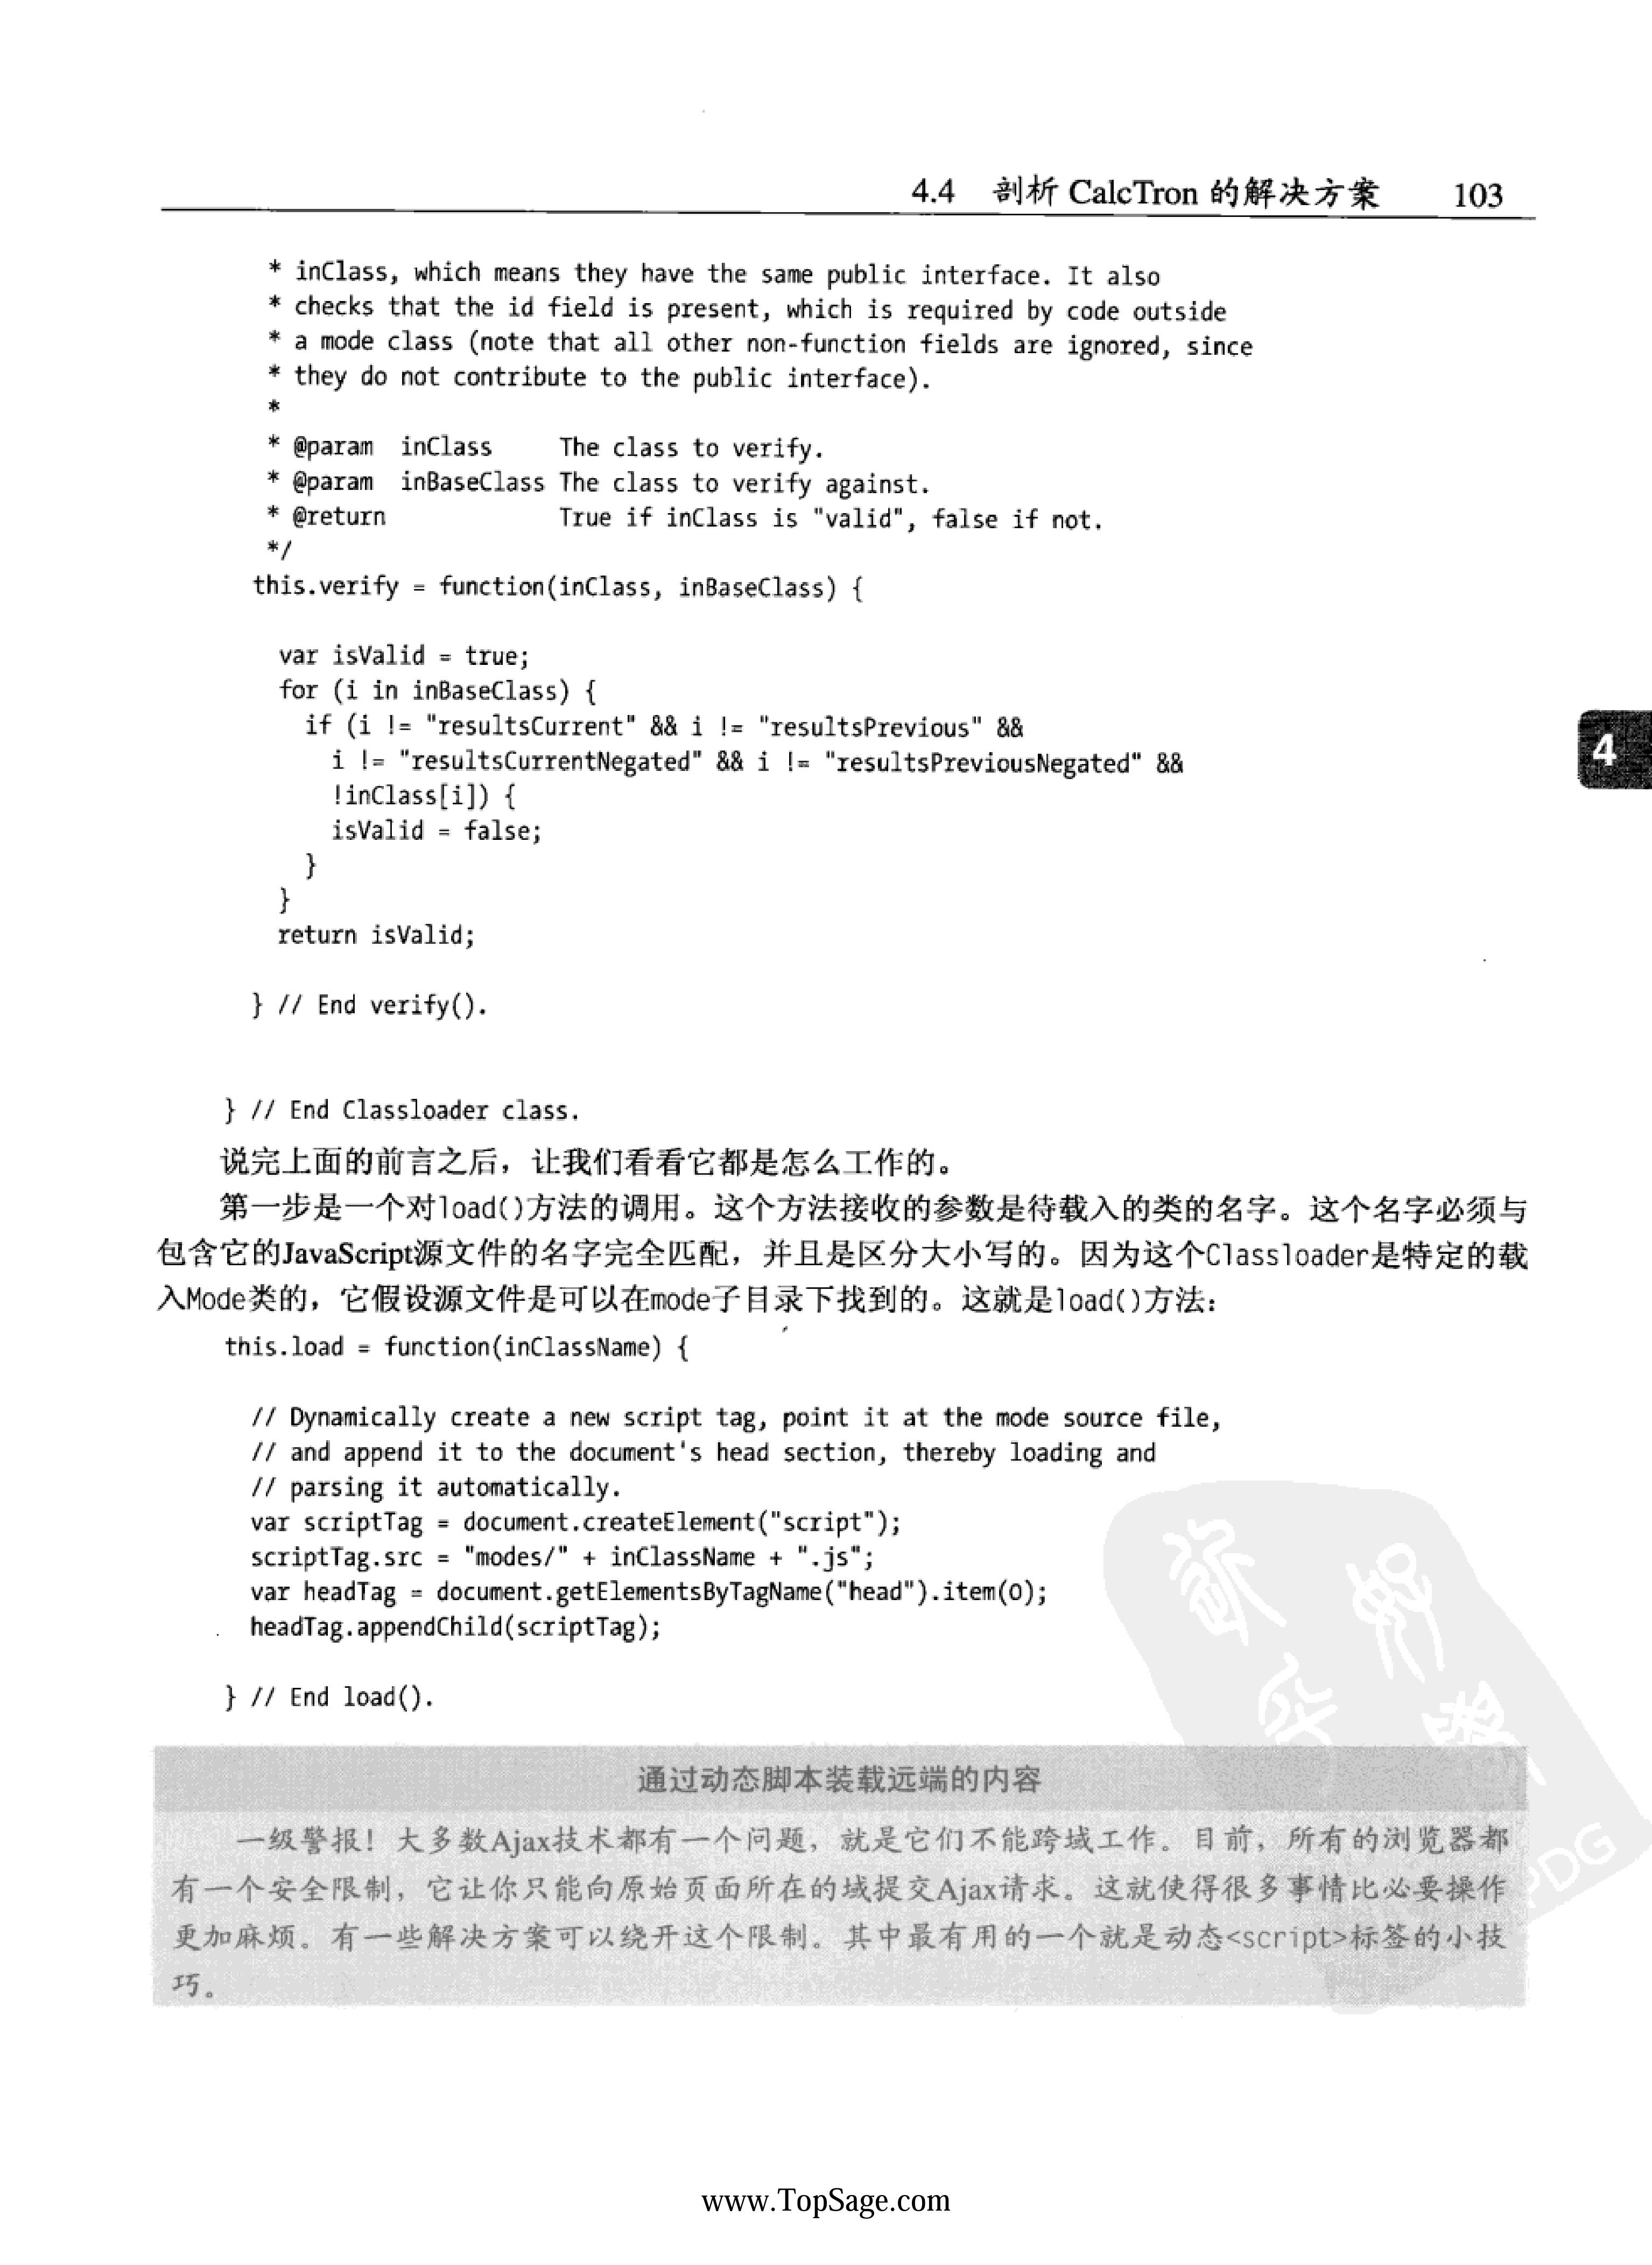 4.4 剖析 CalcTron 的解决方案 103
* inClass, which means they have the same public interface. It also
* checks that the id field is present, which is required by code outside
* a mode class (note that all other non-function fields are ignored, since
* they do not contribute to the public interface).
*
* @param inClass The class to verify.
* @param inBaseClass The class to verify against.
* @return True if inClass is "valid", false if not.
*/
this.verify = function(inClass, inBaseClass) {
var isValid = true;
for (i in inBaseClass) {
if (i != "resultsCurrent" && i != "resultsPrevious" &&
i != "resultsCurrentNegated" && i != "resultsPreviousNegated" &&
!inClass[i]) {
isValid = false;
}
}
return isValid;
} // End verify().
} // End Classloader class.
4
说完上面的前言之后，让我们看看它都是怎么工作的。
第一步是一个对load()方法的调用。这个方法接收的参数是待载入的类的名字。这个名字必须与
包含它的JavaScript源文件的名字完全匹配，并且是区分大小写的。因为这个Classloader是特定的载
入Mode类的，它假设源文件是可以在mode子目录下找到的。这就是load()方法：
this.load = function(inClassName) {
// Dynamically create a new script tag, point it at the mode source file,
// and append it to the document's head section, thereby loading and
// parsing it automatically.
var scriptTag = document.createElement("script");
scriptTag.src = "modes/" + inClassName + ".js";
var headTag = document.getElementsByTagName("head").item(0);
headTag.appendChild(scriptTag);
} // End load().
通过动态脚本装载远端的内容
一级警报！大多数Ajax技术都有一个问题，就是它们不能跨域工作。目前，所有的浏览器都
有一个安全限制，它让你只能向原始页面所在的域提交Ajax请求。这就使得很多事情比必要操作
更加麻烦。有一些解决方案可以绕开这个限制。其中最有用的一个就是动态<script>标签的小技
巧。
PDG
www.TopSage.com